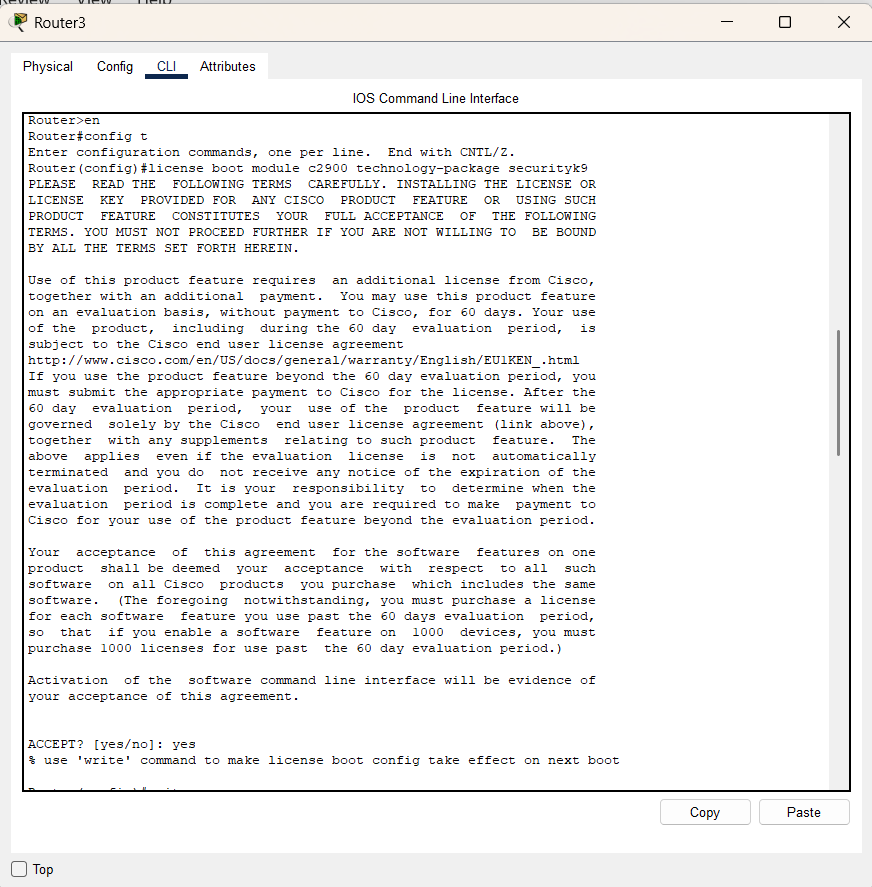 Review View Help
Router3
Physical Config CLI Attributes
IOS Command Line Interface
Router>en
Router#config t
Enter configuration commands, one per line.  End with CNTL/Z.
Router(config)#license boot module c2900 technology-package securityk9
PLEASE  READ THE  FOLLOWING TERMS  CAREFULLY. INSTALLING THE LICENSE OR
LICENSE  KEY  PROVIDED FOR  ANY CISCO  PRODUCT  FEATURE  OR  USING SUCH
PRODUCT  FEATURE  CONSTITUTES  YOUR  FULL ACCEPTANCE  OF  THE FOLLOWING
TERMS. YOU MUST NOT PROCEED FURTHER IF YOU ARE NOT WILLING TO  BE BOUND
BY ALL THE TERMS SET FORTH HEREIN.

Use of this product feature requires  an additional license from Cisco,
together with an additional  payment.  You may use this product feature
on an evaluation basis, without payment to Cisco, for 60 days. Your use
of the  product,  including  during the 60 day  evaluation  period,  is
subject to the Cisco end user license agreement
http://www.cisco.com/en/US/docs/general/warranty/English/EU1KEN_.html
If you use the product feature beyond the 60 day evaluation period, you
must submit the appropriate payment to Cisco for the license. After the
60 day  evaluation  period,  your  use of the  product  feature will be
governed  solely by the Cisco  end user license agreement (link above),
together  with any supplements  relating to such product  feature.  The
above  applies  even if the evaluation  license  is  not  automatically
terminated  and you do  not receive any notice of the expiration of the
evaluation  period.  It is your  responsibility  to  determine when the
evaluation  period is complete and you are required to make  payment to
Cisco for your use of the product feature beyond the evaluation period.

Your  acceptance  of  this agreement  for the software  features on one
product  shall be deemed  your  acceptance  with  respect  to all  such
software  on all Cisco  products  you purchase  which includes the same
software.  (The foregoing  notwithstanding, you must purchase a license
for each software  feature you use past the 60 days evaluation  period,
so  that  if you enable a software  feature on  1000  devices, you must
purchase 1000 licenses for use past  the 60 day evaluation period.)

Activation  of the  software command line interface will be evidence of
your acceptance of this agreement.

ACCEPT? [yes/no]: yes
% use 'write' command to make license boot config take effect on next boot
Copy Paste
Top